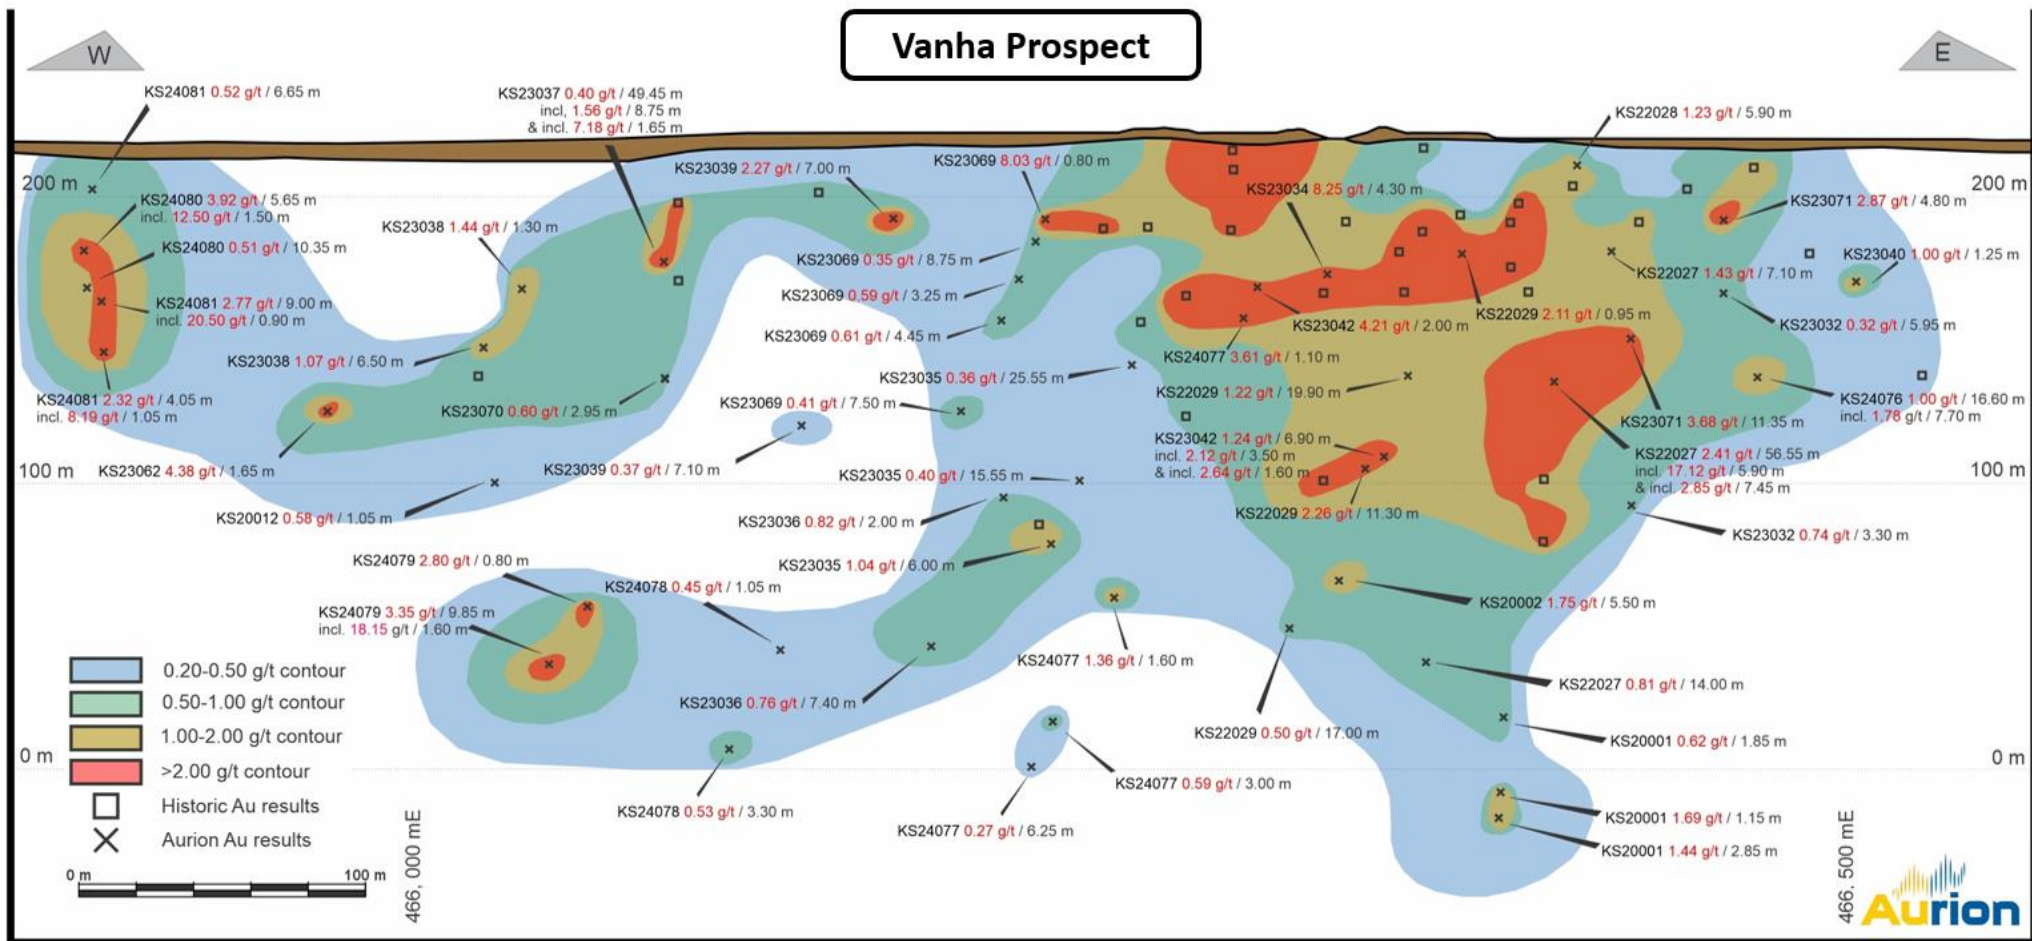 Vanha Prospect
W
E
KS24081 0.52 g/t / 6.65 m
KS23037 0.40 g/t / 49.45 m
incl, 1.56 g/t / 8.75 m
& incl. 7.18 g/t / 1.65 m
KS22028 1.23 g/t / 5.90 m
KS23039 2.27 g/t / 7.00 m
KS23069 8.03 g/t / 0.80 m
200 m
200 m
KS24080 3.92 g/t / 5.65 m
incl. 12.50 g/t / 1.50 m
KS23034 8.25 g/t / 4.30 m
KS23071 2.87 g/t / 4.80 m
KS23038 1.44 g/t / 1.30 m
KS24080 0.51 g/t / 10.35 m
KS23069 0.35 g/t / 8.75 m
KS23040 1.00 g/t / 1.25 m
KS22027 1.43 g/t / 7.10 m
KS23069 0.59 g/t / 3.25 m
KS24081 2.77 g/t / 9.00 m
incl. 20.50 g/t / 0.90 m
KS22029 2.11 g/t / 0.95 m
KS23042 4.21 g/t / 2.00 m
KS23032 0.32 g/t / 5.95 m
KS23069 0.61 g/t / 4.45 m
KS24077 3.61 g/t / 1.10 m
KS23038 1.07 g/t / 6.50 m
KS23035 0.36 g/t / 25.55 m
KS22029 1.22 g/t / 19.90 m
KS24081 2.32 g/t / 4.05 m
incl. 8.19 g/t / 1.05 m
KS23070 0.60 g/t / 2.95 m
KS23069 0.41 g/t / 7.50 m
KS24076 1.00 g/t / 16.60 m
incl. 1.78 g/t / 7.70 m
KS23071 3.68 g/t / 11.35 m
KS23042 1.24 g/t / 6.90 m
incl. 2.12 g/t / 3.50 m
& incl. 2.64 g/t / 1.60 m
KS22027 2.41 g/t / 56.55 m
incl. 17.12 g/t / 5.90 m
& incl. 2.85 g/t / 7.45 m
100 m
100 m
KS23062 4.38 g/t / 1.65 m
KS23039 0.37 g/t / 7.10 m
KS23035 0.40 g/t / 15.55 m
KS20012 0.58 g/t / 1.05 m
KS23036 0.82 g/t / 2.00 m
KS22029 2.26 g/t / 11.30 m
KS23032 0.74 g/t / 3.30 m
KS24079 2.80 g/t / 0.80 m
KS23035 1.04 g/t / 6.00 m
KS24078 0.45 g/t / 1.05 m
KS20002 1.75 g/t / 5.50 m
KS24079 3.35 g/t / 9.85 m
incl. 18.15 g/t / 1.60 m
KS24077 1.36 g/t / 1.60 m
KS22027 0.81 g/t / 14.00 m
KS23036 0.76 g/t / 7.40 m
KS22029 0.50 g/t / 17.00 m
KS20001 0.62 g/t / 1.85 m
0.20-0.50 g/t contour
0.50-1.00 g/t contour
1.00-2.00 g/t contour
0 m
0 m
>2.00 g/t contour
KS24077 0.59 g/t / 3.00 m
Historic Au results
KS24078 0.53 g/t / 3.30 m
KS20001 1.69 g/t / 1.15 m
KS24077 0.27 g/t / 6.25 m
Aurion Au results
KS20001 1.44 g/t / 2.85 m
0 m
100 m
466, 000 mE
466, 500 mE
Aurion